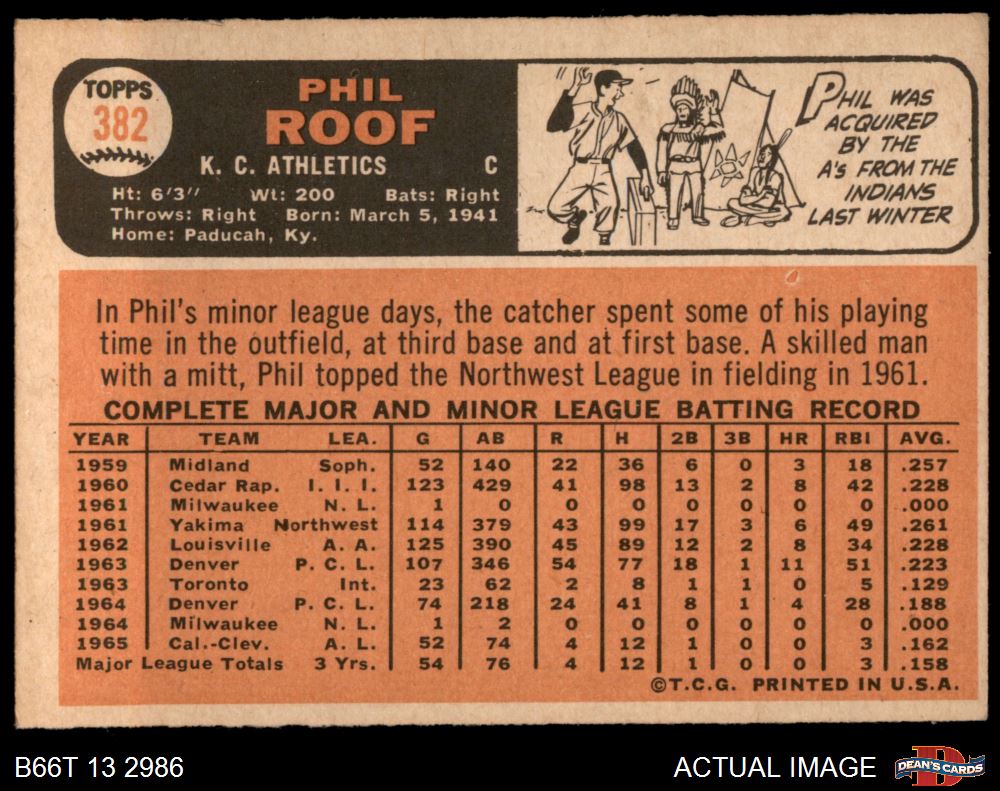 TOPPS
382
PHIL
ROOF
K. C. ATHLETICS C
Ht: 6'3" Wt: 200 Bats: Right
Throws: Right Born: March 5, 1941
Home: Paducah, Ky.
PHIL WAS
ACQUIRED
BY THE
A's FROM THE
INDIANS
LAST WINTER
In Phil's minor league days, the catcher spent some of his playing
time in the outfield, at third base and at first base. A skilled man
with a mitt, Phil topped the Northwest League in fielding in 1961.
COMPLETE MAJOR AND MINOR LEAGUE BATTING RECORD
YEAR TEAM LEA. G AB R H 2B 3B HR RBI AVG.
1959 Midland Soph. 52 140 22 36 6 0 3 18 .257
1960 Cedar Rap. I. I. I. 123 429 41 98 13 2 8 42 .228
1961 Milwaukee N. L. 1 0 0 0 0 0 0 0 .000
1961 Yakima Northwest 114 379 43 99 17 3 6 49 .261
1962 Louisville A. A. 125 390 45 89 12 2 8 34 .228
1963 Denver P. C. L. 107 346 54 77 18 1 11 51 .223
1963 Toronto Int. 23 62 2 8 1 1 0 5 .129
1964 Denver P. C. L. 74 218 24 41 8 1 4 28 .188
1964 Milwaukee N. L. 1 2 0 0 0 0 0 0 .000
1965 Cal.-Clev. A. L. 52 74 4 12 1 0 0 3 .162
Major League Totals 3 Yrs. 54 76 4 12 1 0 0 3 .158
©T.C.G. PRINTED IN U.S.A.
B66T 13 2986
ACTUAL IMAGE
DEAN'S CARDS